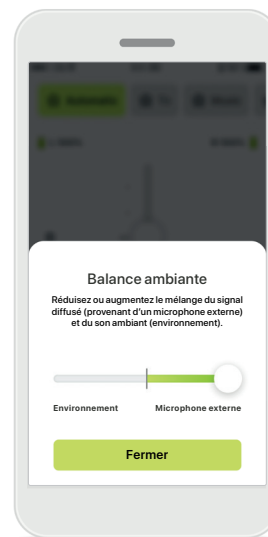 Balance ambiante
Réduisez ou augmentez le mélange du signal
diffusé (provenant d'un microphone externe)
et du son ambiant (environnement).
Environnement Microphone externe
Fermer